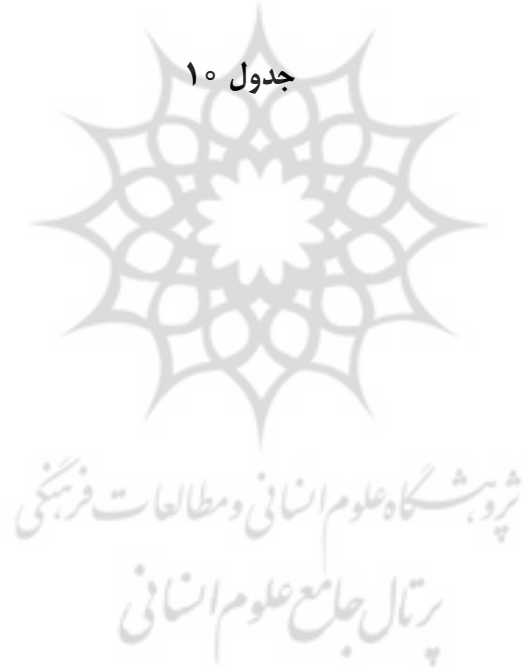 جدول ۱۰
پژوهشگاه علوم انسانی و مطالعات فرهنگی
پرتال جامع علوم انسانی